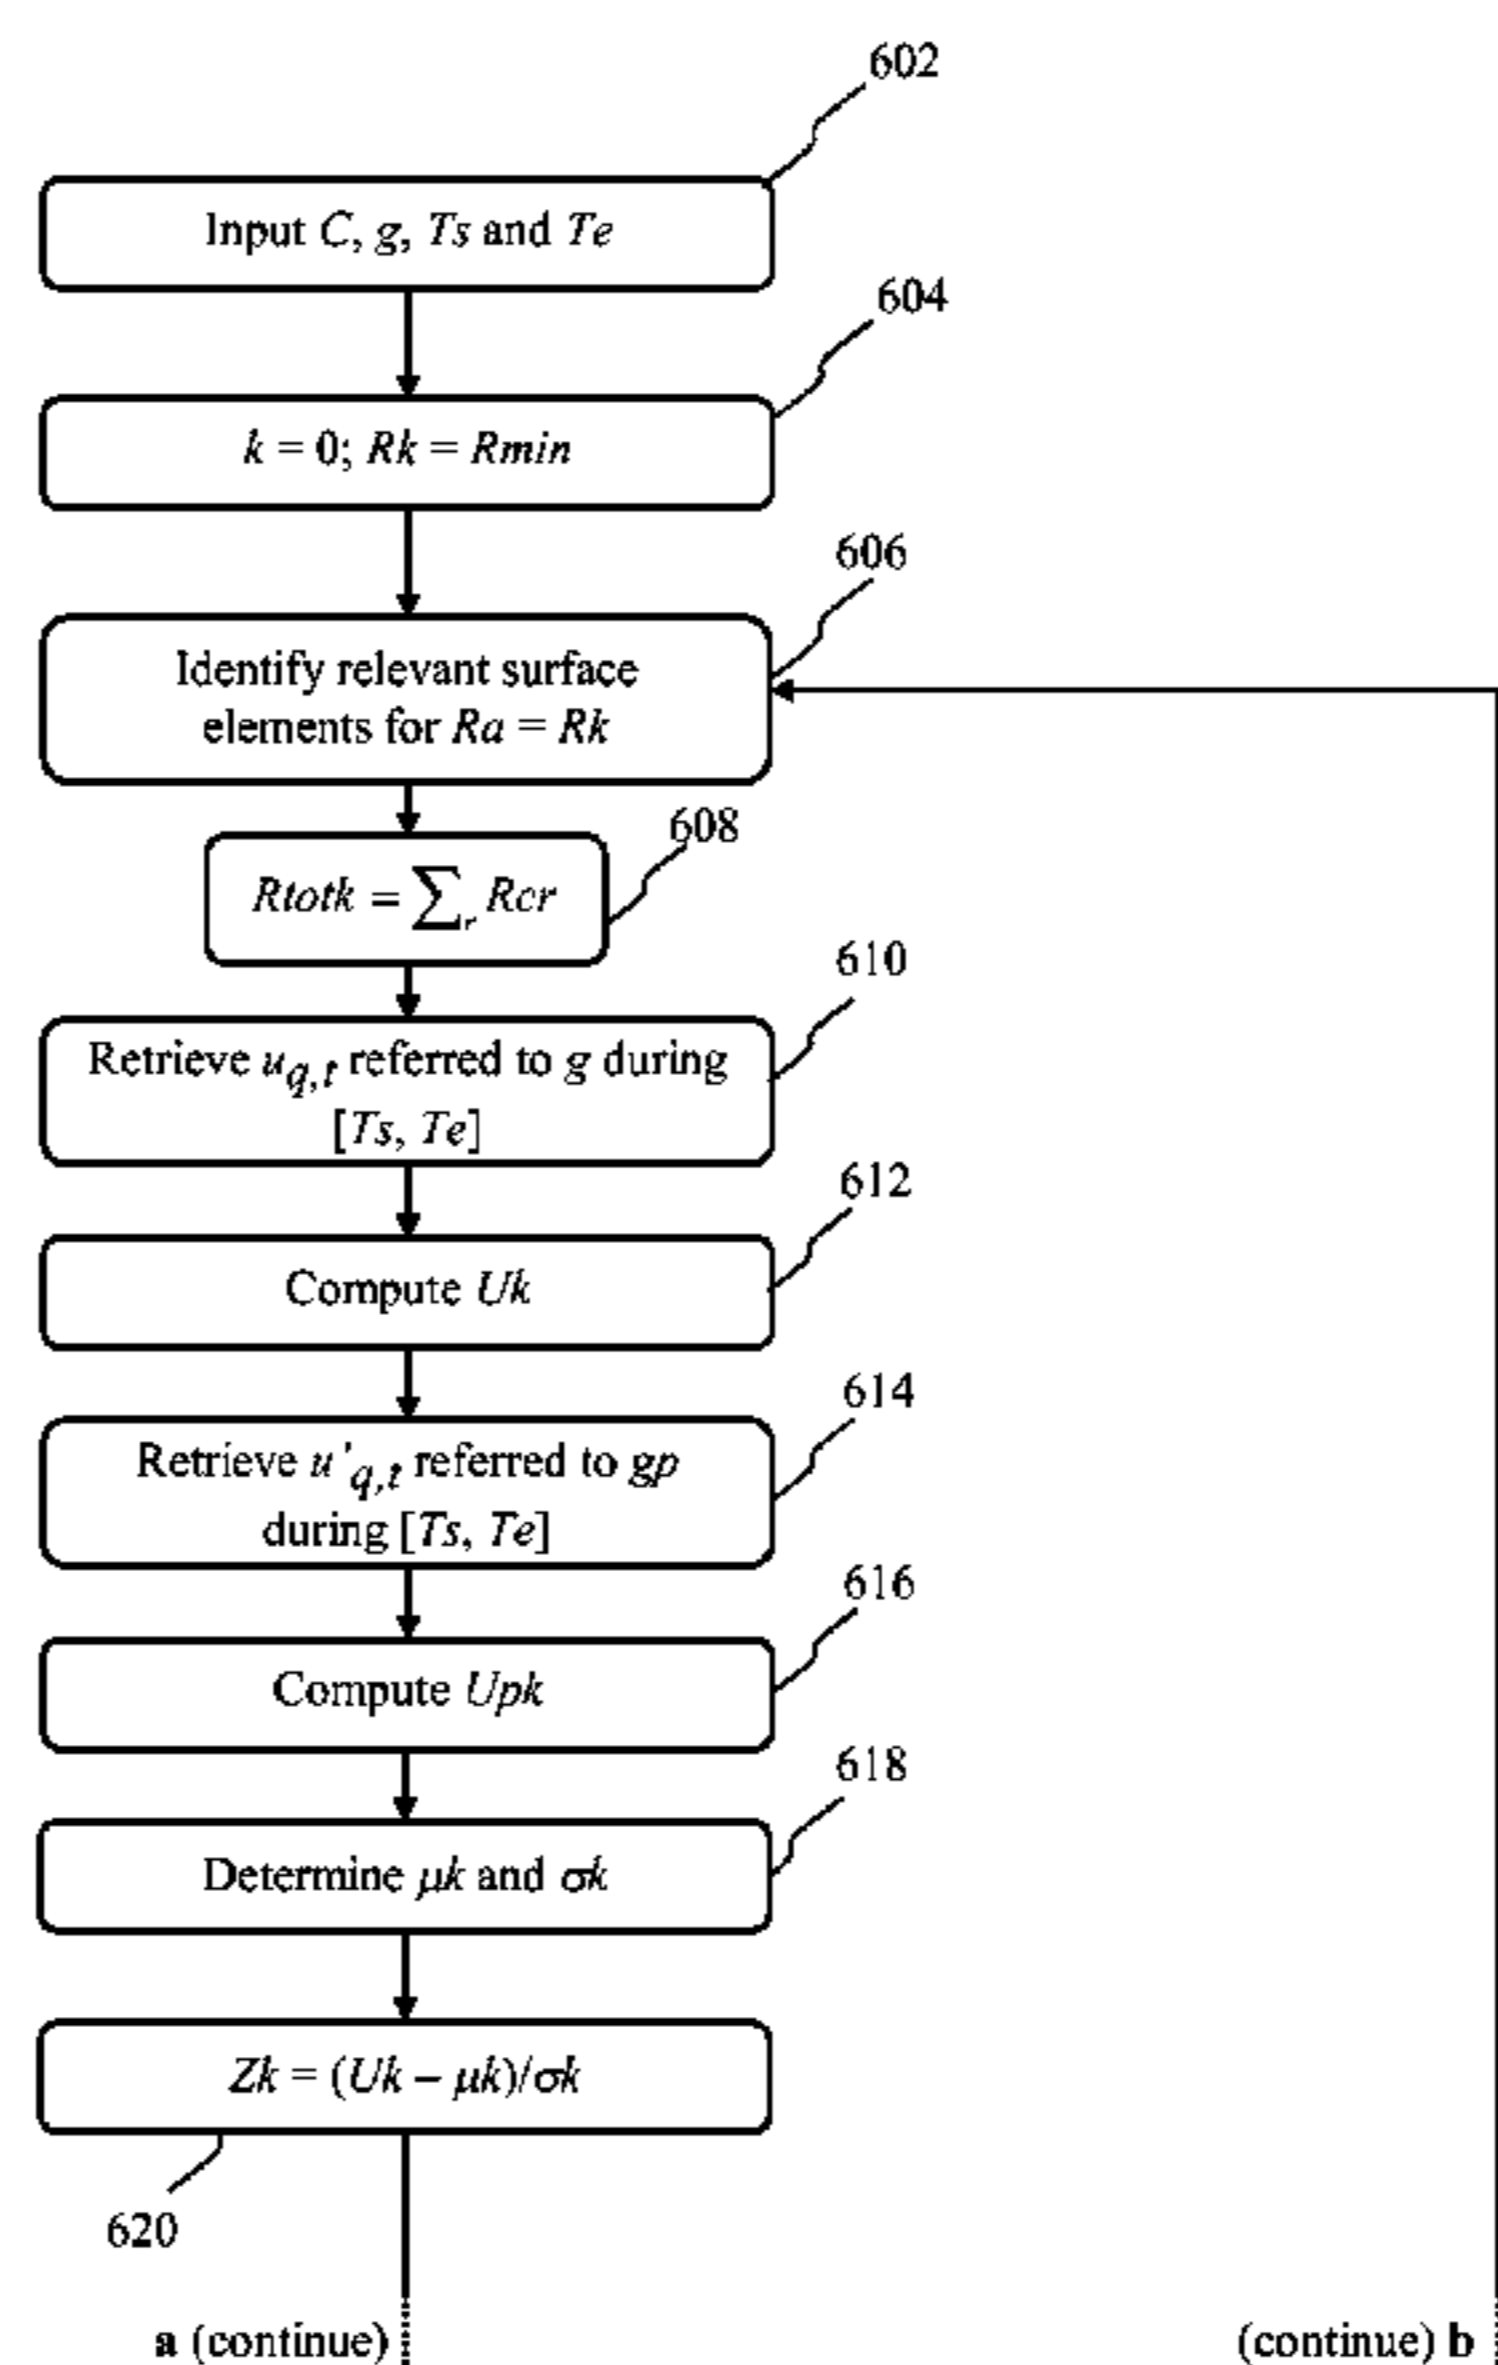 602
Input C, g, Ts and Te
604
k = 0; Rk = Rmin
606
Identify relevant surface
elements for Ra = Rk
608
Rtotk = ∑r Rcr
610
Retrieve uq,t referred to g during
[Ts, Te]
612
Compute Uk
614
Retrieve u'q,t referred to gp
during [Ts, Te]
616
Compute Upk
618
Determine μk and σk
Zk = (Uk – μk)/σk
620
a (continue)
(continue) b